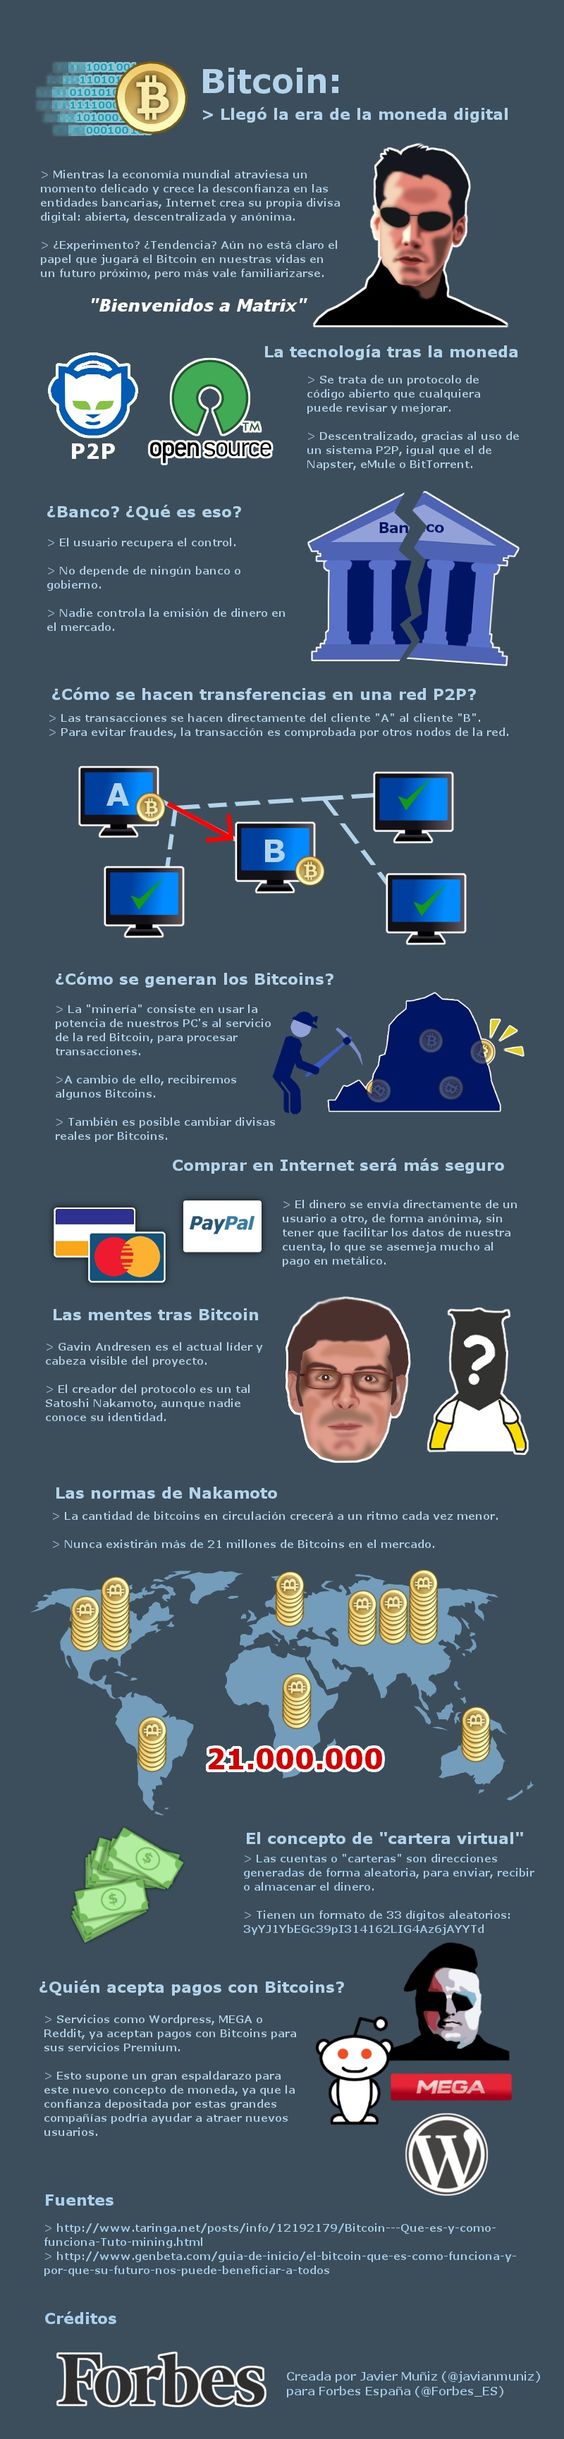 1001 001
1101011
01010101
1111000
101000
000100
Bitcoin:
> Llegó la era de la moneda digital
> Mientras la economía mundial atraviesa un
momento delicado y crece la desconfianza en las
entidades bancarias, Internet crea su propia divisa
digital: abierta, descentralizada y anónima.
> ¿Experimento? ¿Tendencia? Aún no está claro el
papel que jugará el Bitcoin en nuestras vidas en
un futuro próximo, pero más vale familiarizarse.
"Bienvenidos a Matrix"
La tecnología tras la moneda
P2P
open source
TM
> Se trata de un protocolo de
código abierto que cualquiera
puede revisar y mejorar.
> Descentralizado, gracias al uso de
un sistema P2P, igual que el de
Napster, eMule o BitTorrent.
¿Banco? ¿Qué es eso?
> El usuario recupera el control.
> No depende de ningún banco o
gobierno.
> Nadie controla la emisión de dinero en
el mercado.
Ban co
¿Cómo se hacen transferencias en una red P2P?
> Las transacciones se hacen directamente del cliente "A" al cliente "B".
> Para evitar fraudes, la transacción es comprobada por otros nodos de la red.
A
B
¿Cómo se generan los Bitcoins?
> La "minería" consiste en usar la
potencia de nuestros PC's al servicio
de la red Bitcoin, para procesar
transacciones.
>A cambio de ello, recibiremos
algunos Bitcoins.
> También es posible cambiar divisas
reales por Bitcoins.
Comprar en Internet será más seguro
PayPal
> El dinero se envía directamente de un
usuario a otro, de forma anónima, sin
tener que facilitar los datos de nuestra
cuenta, lo que se asemeja mucho al
pago en metálico.
Las mentes tras Bitcoin
> Gavin Andresen es el actual líder y
cabeza visible del proyecto.
> El creador del protocolo es un tal
Satoshi Nakamoto, aunque nadie
conoce su identidad.
?
Las normas de Nakamoto
> La cantidad de bitcoins en circulación crecerá a un ritmo cada vez menor.
> Nunca existirán más de 21 millones de Bitcoins en el mercado.
21.000.000
El concepto de "cartera virtual"
> Las cuentas o "carteras" son direcciones
generadas de forma aleatoria, para enviar, recibir
o almacenar el dinero.
> Tienen un formato de 33 dígitos aleatorios:
3yYJ1YbEGc39pI314162LIG4Az6jAYYTd
¿Quién acepta pagos con Bitcoins?
> Servicios como Wordpress, MEGA o
Reddit, ya aceptan pagos con Bitcoins para
sus servicios Premium.
> Esto supone un gran espaldarazo para
este nuevo concepto de moneda, ya que la
confianza depositada por estas grandes
compañías podría ayudar a atraer nuevos
usuarios.
MEGA
Fuentes
> http://www.taringa.net/posts/info/12192179/Bitcoin---Que-es-y-como-
funciona-Tuto-mining.html
> http://www.genbeta.com/guia-de-inicio/el-bitcoin-que-es-como-funciona-y-
por-que-su-futuro-nos-puede-beneficiar-a-todos
Créditos
Forbes
Creada por Javier Muñiz (@javianmuniz)
para Forbes España (@Forbes_ES)